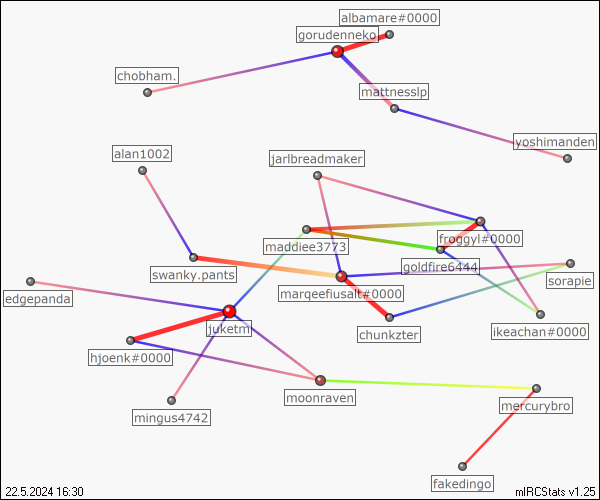 albamare#0000
gorudenneko
chobham.
mattnesslp
yoshimanden
alan1002
jarlbreadmaker
froggyl#0000
maddiee3773
goldfire6444
swanky.pants
sorapie
marqeefiusalt#0000
edgepanda
juketm
chunkzter
ikeachan#0000
hjoenk#0000
moonraven
mercurybro
mingus4742
fakedingo
22.5.2024 16:30
mIRCStats v1.25